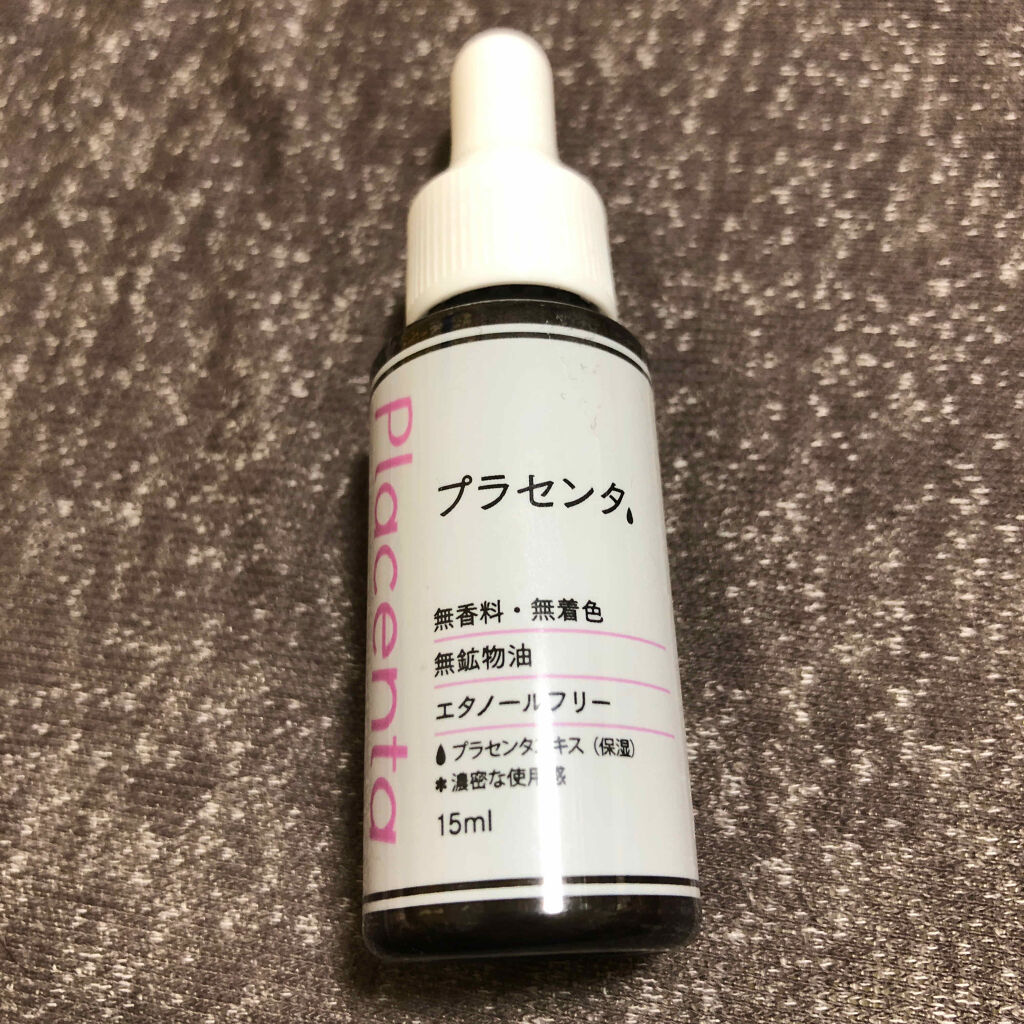 Placenta
プラセンタ
無香料・無着色
無鉱物油
エタノールフリー
プラセンタエキス（保湿）
*濃密な使用感
15ml